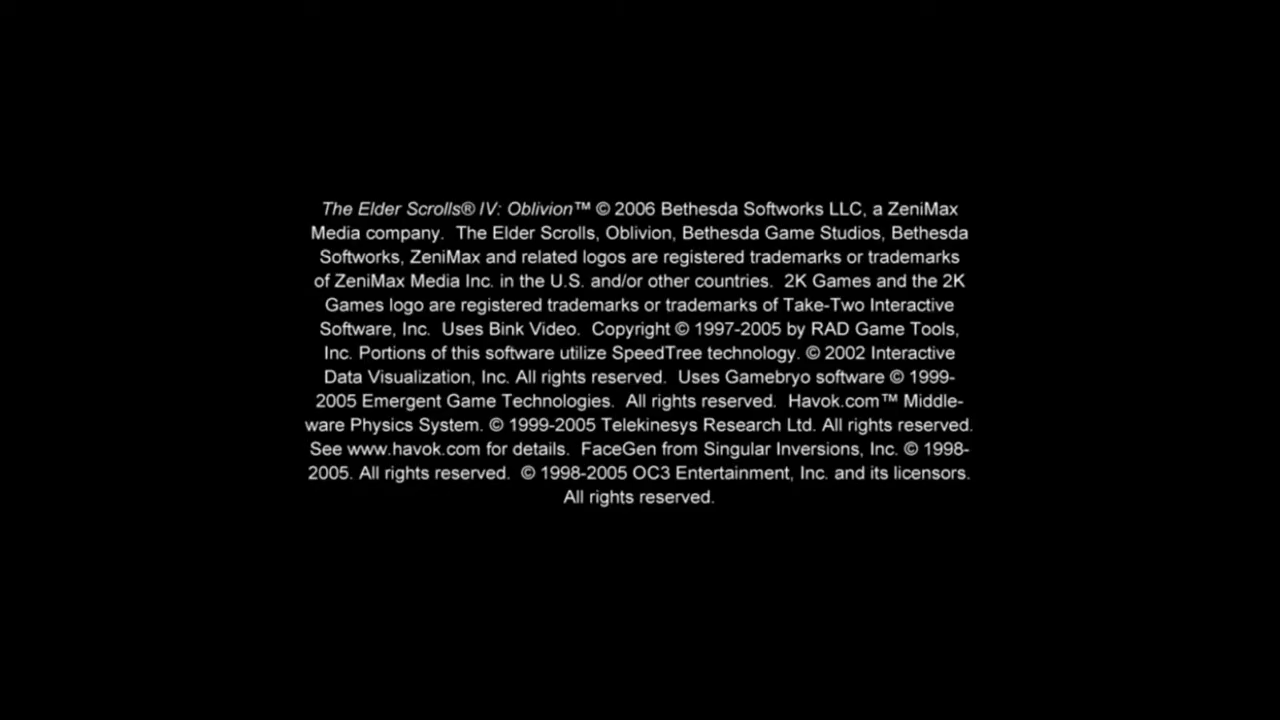 The Elder Scrolls® IV: Oblivion™ © 2006 Bethesda Softworks LLC, a ZeniMax
Media company.  The Elder Scrolls, Oblivion, Bethesda Game Studios, Bethesda
Softworks, ZeniMax and related logos are registered trademarks or trademarks
of ZeniMax Media Inc. in the U.S. and/or other countries.  2K Games and the 2K
Games logo are registered trademarks or trademarks of Take-Two Interactive
Software, Inc.  Uses Bink Video.  Copyright © 1997-2005 by RAD Game Tools,
Inc. Portions of this software utilize SpeedTree technology. © 2002 Interactive
Data Visualization, Inc. All rights reserved.  Uses Gamebryo software © 1999-
2005 Emergent Game Technologies.  All rights reserved.  Havok.com™ Middle-
ware Physics System. © 1999-2005 Telekinesys Research Ltd. All rights reserved.
See www.havok.com for details.  FaceGen from Singular Inversions, Inc. © 1998-
2005. All rights reserved.  © 1998-2005 OC3 Entertainment, Inc. and its licensors.
All rights reserved.